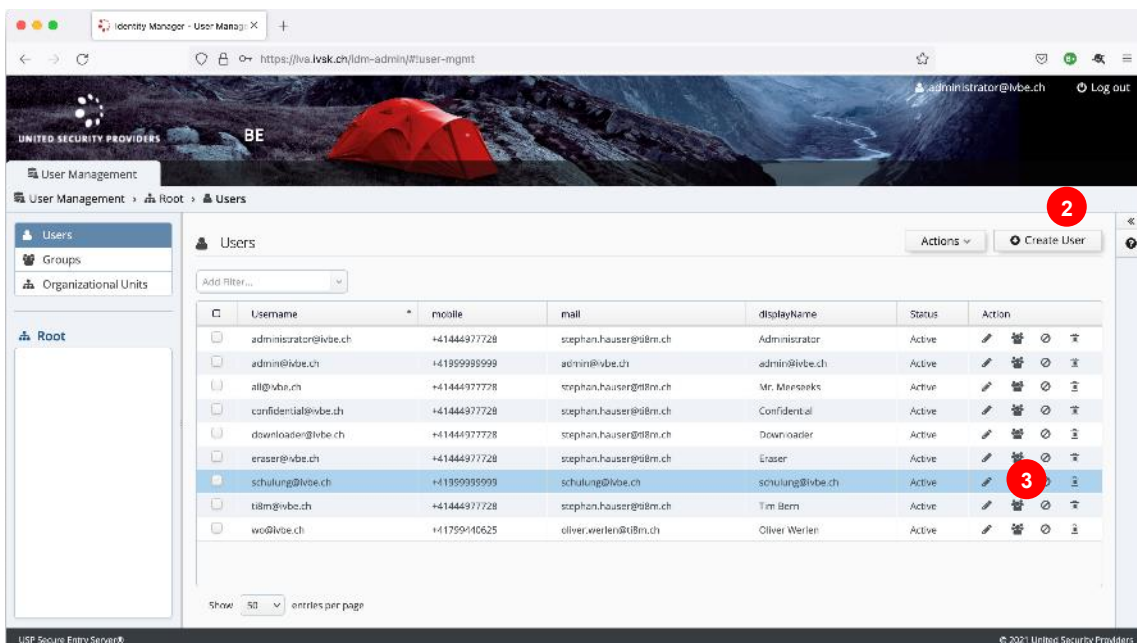 Identity Manager - User Manag
https://iva.ivsk.ch/idm-admin/#!user-mgmt
administrator@ivbe.ch Log out
UNITED SECURITY PROVIDERS
BE
User Management
User Management › Root › Users
2
Users
Groups
Organizational Units
Root
Users
Actions
Create User
Add Filter...
Username mobile mail displayName Status Action
administrator@ivbe.ch +41444977728 stephan.hauser@ti8m.ch Administrator Active
admin@ivbe.ch +41999999999 admin@ivbe.ch admin@ivbe.ch Active
all@ivbe.ch +41444977728 stephan.hauser@ti8m.ch Mr. Meeseeks Active
confidential@ivbe.ch +41444977728 stephan.hauser@ti8m.ch Confidential Active
downloader@ivbe.ch +41444977728 stephan.hauser@ti8m.ch Downloader Active
eraser@ivbe.ch +41444977728 stephan.hauser@ti8m.ch Eraser Active
schulung@ivbe.ch +41999999999 schulung@ivbe.ch schulung@ivbe.ch Active
3
ti8m@ivbe.ch +41444977728 stephan.hauser@ti8m.ch Tim Bern Active
wo@ivbe.ch +41799440625 oliver.werlen@ti8m.ch Oliver Werlen Active
Show 50 entries per page
USP Secure Entry Server® © 2021 United Security Providers